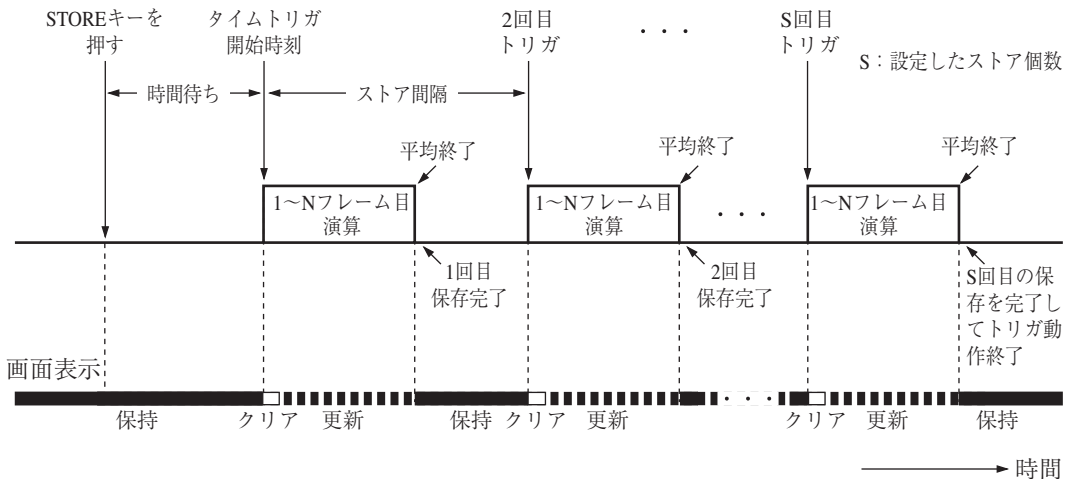 STOREキーを
押す
タイムトリガ
開始時刻
2回目
トリガ
・・・
S回目
トリガ
S：設定したストア個数
時間待ち
ストア間隔
平均終了
平均終了
平均終了
1〜Nフレーム目
演算
1〜Nフレーム目
演算
・・・
1〜Nフレーム目
演算
1回目
保存完了
2回目
保存完了
S回目の保
存を完了し
てトリガ動
作終了
画面表示
保持
クリア
更新
保持
クリア
更新
・・・
クリア
更新
保持
時間